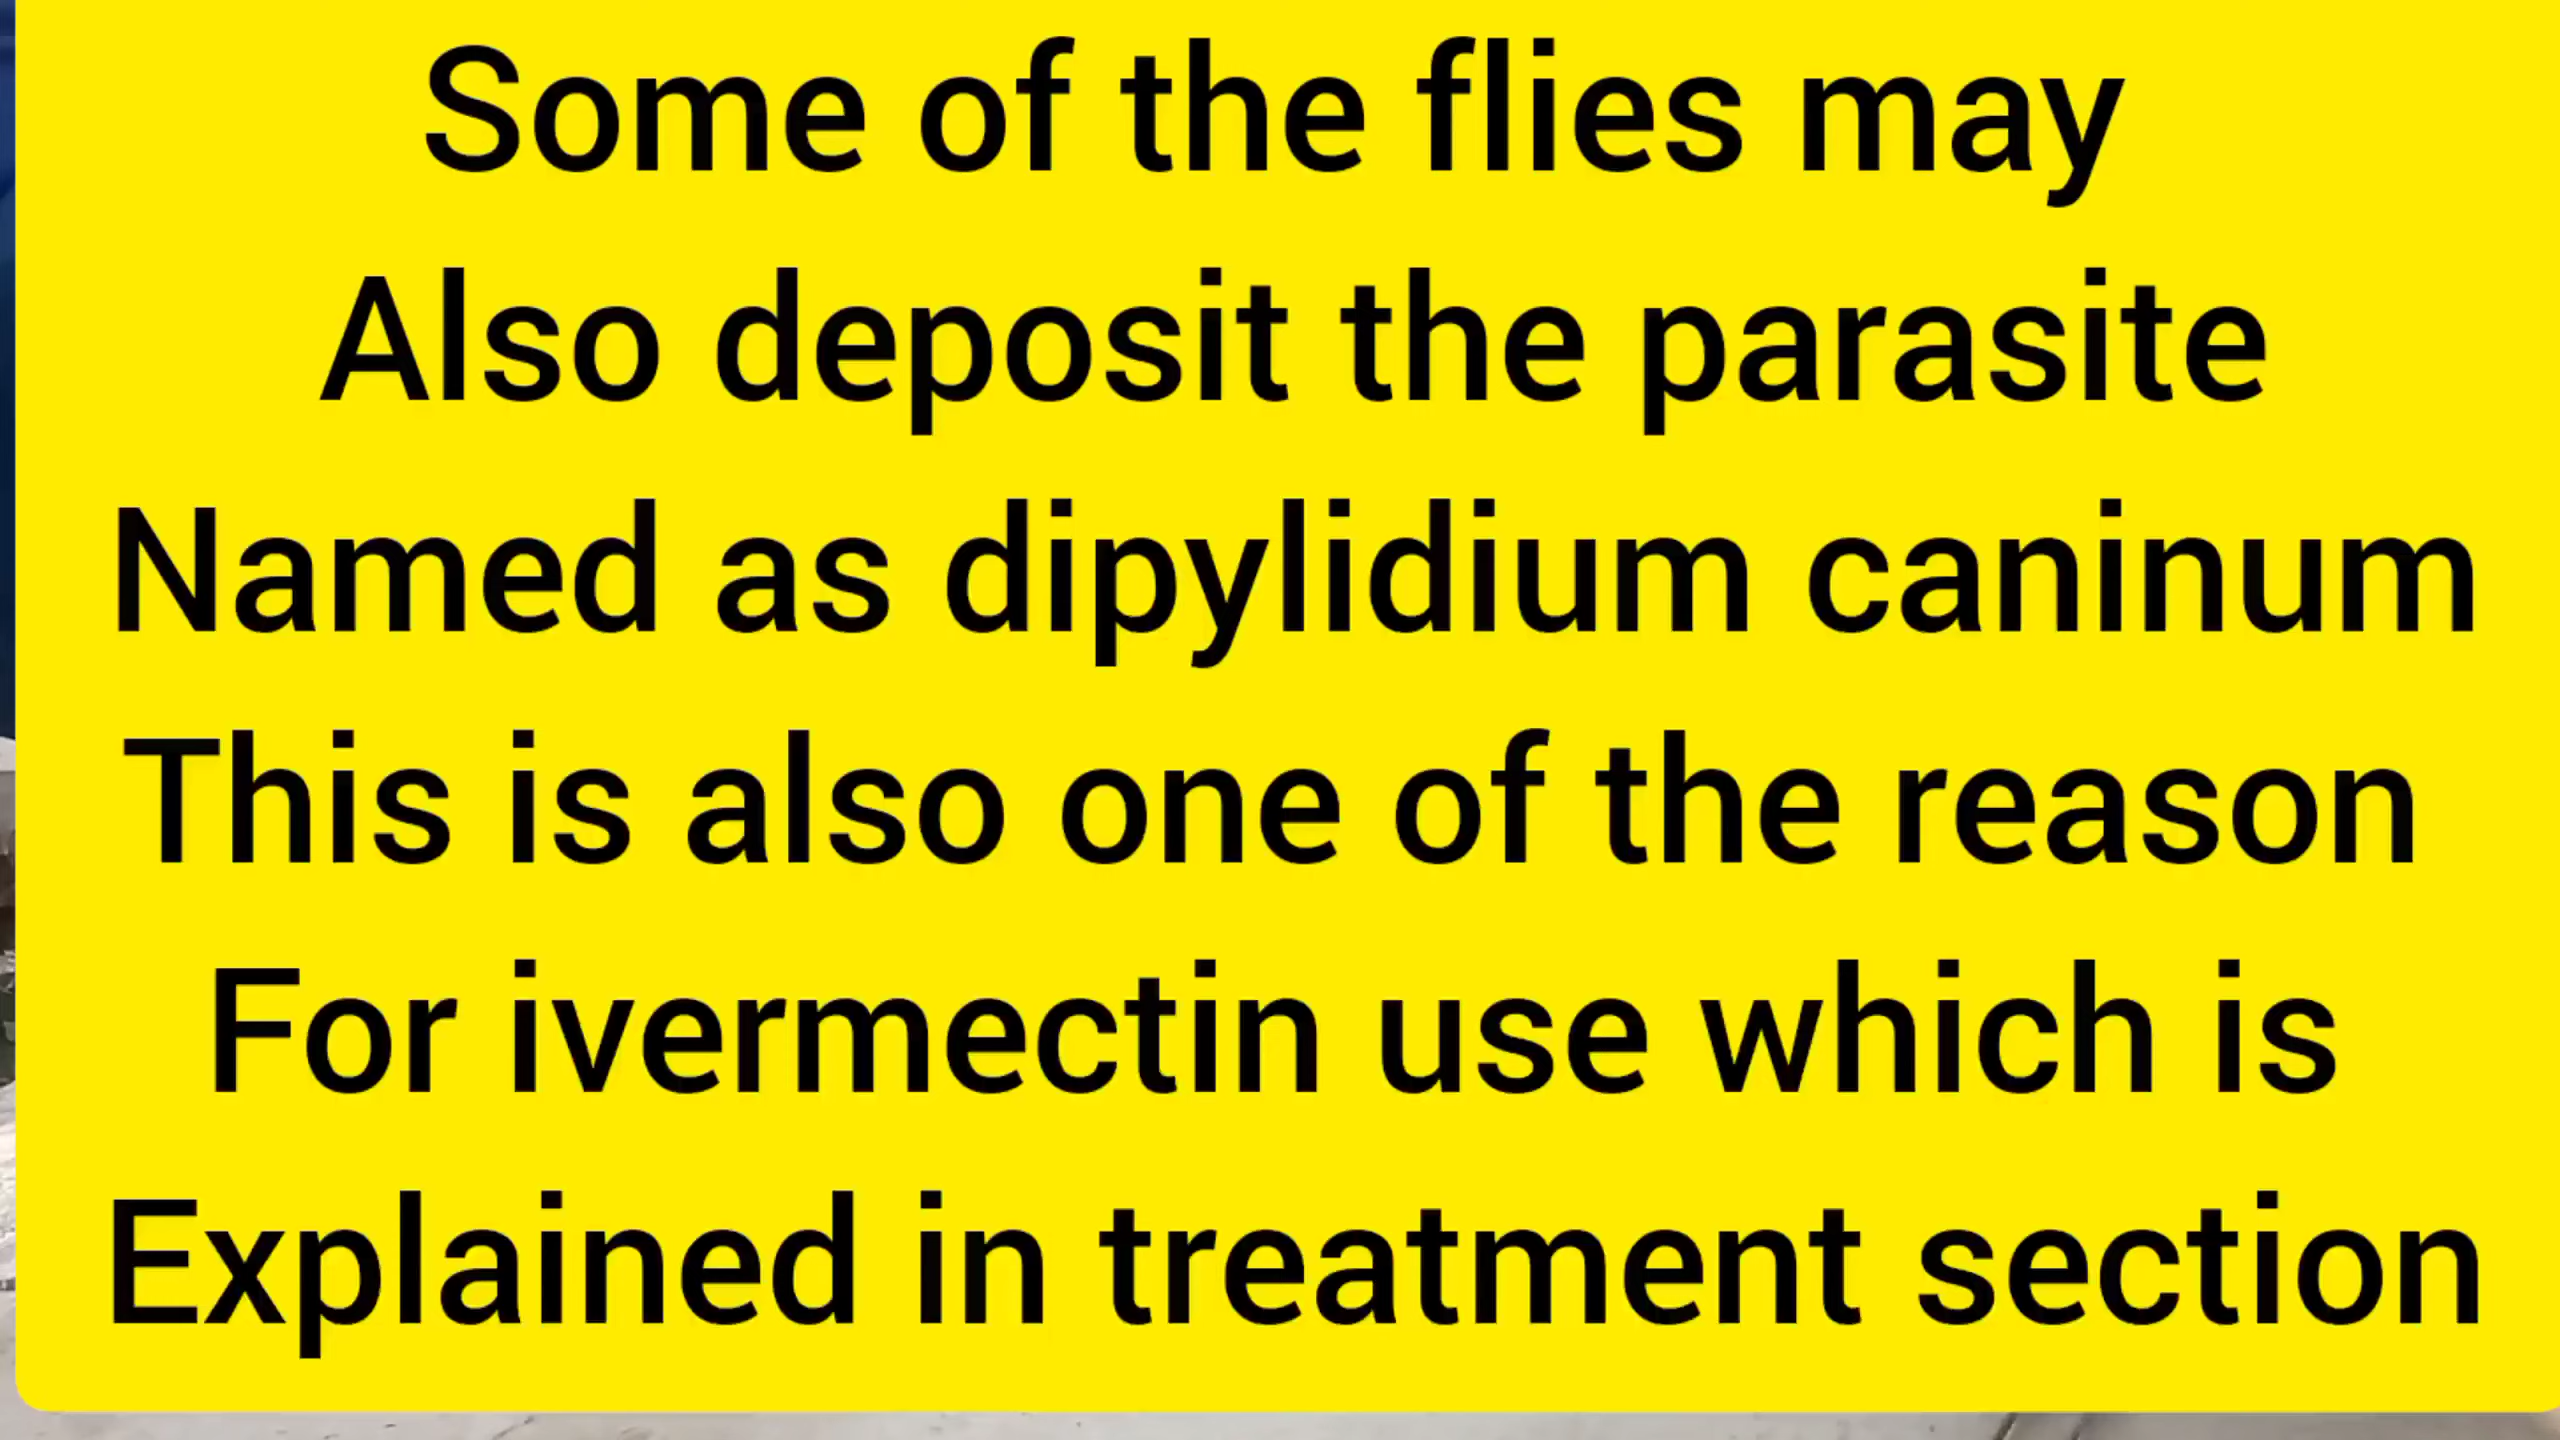 Some of the flies may
Also deposit the parasite
Named as dipylidium caninum
This is also one of the reason
For ivermectin use which is
Explained in treatment section